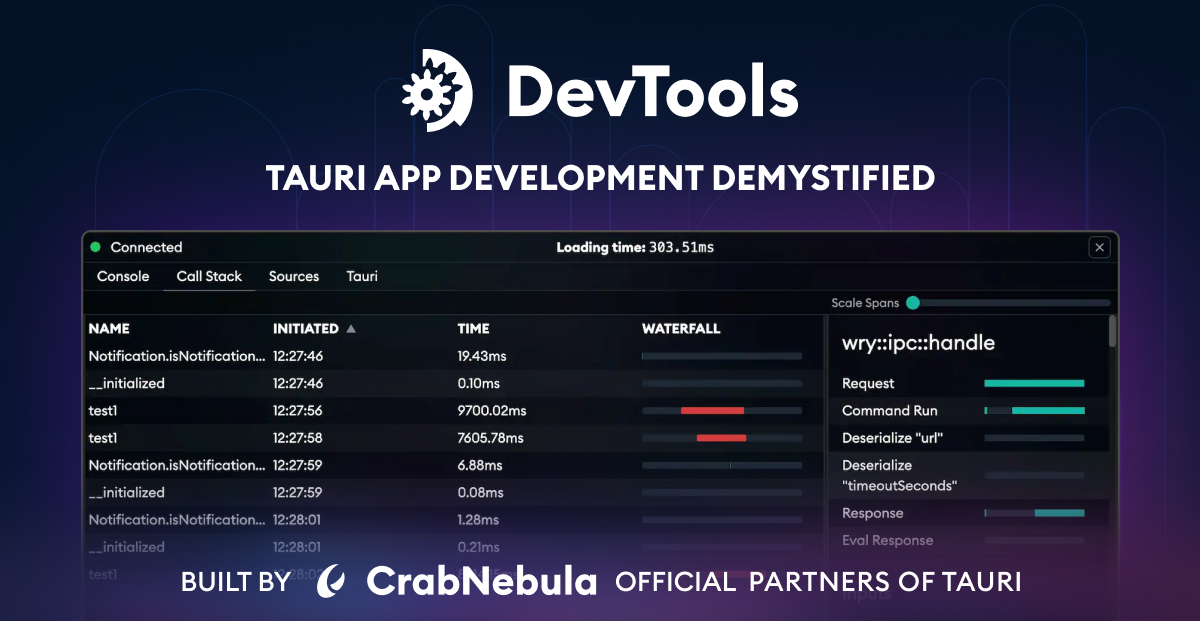 DevTools
TAURI APP DEVELOPMENT DEMYSTIFIED
Connected
Loading time: 303.51ms
Console Call Stack Sources Tauri
Scale Spans
NAME INITIATED TIME WATERFALL
Notification.isNotification... 12:27:46 19.43ms
__initialized 12:27:46 0.10ms
test1 12:27:56 9700.02ms
test1 12:27:58 7605.78ms
Notification.isNotification... 12:27:59 6.88ms
__initialized 12:27:59 0.08ms
Notification.isNotification... 12:28:01 1.28ms
__initialized 12:28:01 0.21ms
test1
wry::ipc::handle
Request
Command Run
Deserialize "url"
Deserialize
"timeoutSeconds"
Response
Eval Response
Inputs
BUILT BY CrabNebula OFFICIAL PARTNERS OF TAURI